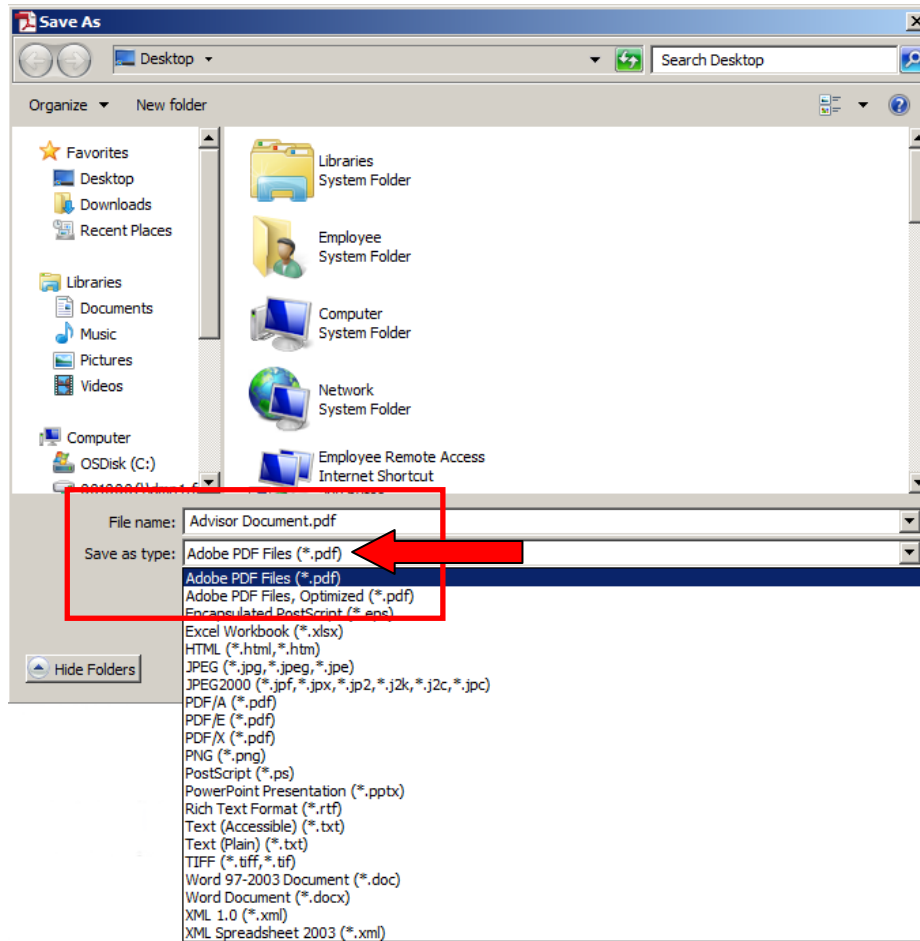 Save As
Desktop
Search Desktop
Organize
New folder
Favorites
Desktop
Downloads
Recent Places
Libraries
Documents
Music
Pictures
Videos
Computer
OSDisk (C:)
Libraries
System Folder
Employee
System Folder
Computer
System Folder
Network
System Folder
Employee Remote Access
Internet Shortcut
File name: Advisor Document.pdf
Save as type: Adobe PDF Files (*.pdf)
Adobe PDF Files (*.pdf)
Adobe PDF Files, Optimized (*.pdf)
Encapsulated PostScript (*.eps)
Excel Workbook (*.xlsx)
HTML (*.html,*.htm)
JPEG (*.jpg,*.jpeg,*.jpe)
JPEG2000 (*.jpf,*.jpx,*.jp2,*.j2k,*.j2c,*.jpc)
PDF/A (*.pdf)
PDF/E (*.pdf)
PDF/X (*.pdf)
PNG (*.png)
PostScript (*.ps)
PowerPoint Presentation (*.pptx)
Rich Text Format (*.rtf)
Text (Accessible) (*.txt)
Text (Plain) (*.txt)
TIFF (*.tiff,*.tif)
Word 97-2003 Document (*.doc)
Word Document (*.docx)
XML 1.0 (*.xml)
XML Spreadsheet 2003 (*.xml)
Hide Folders